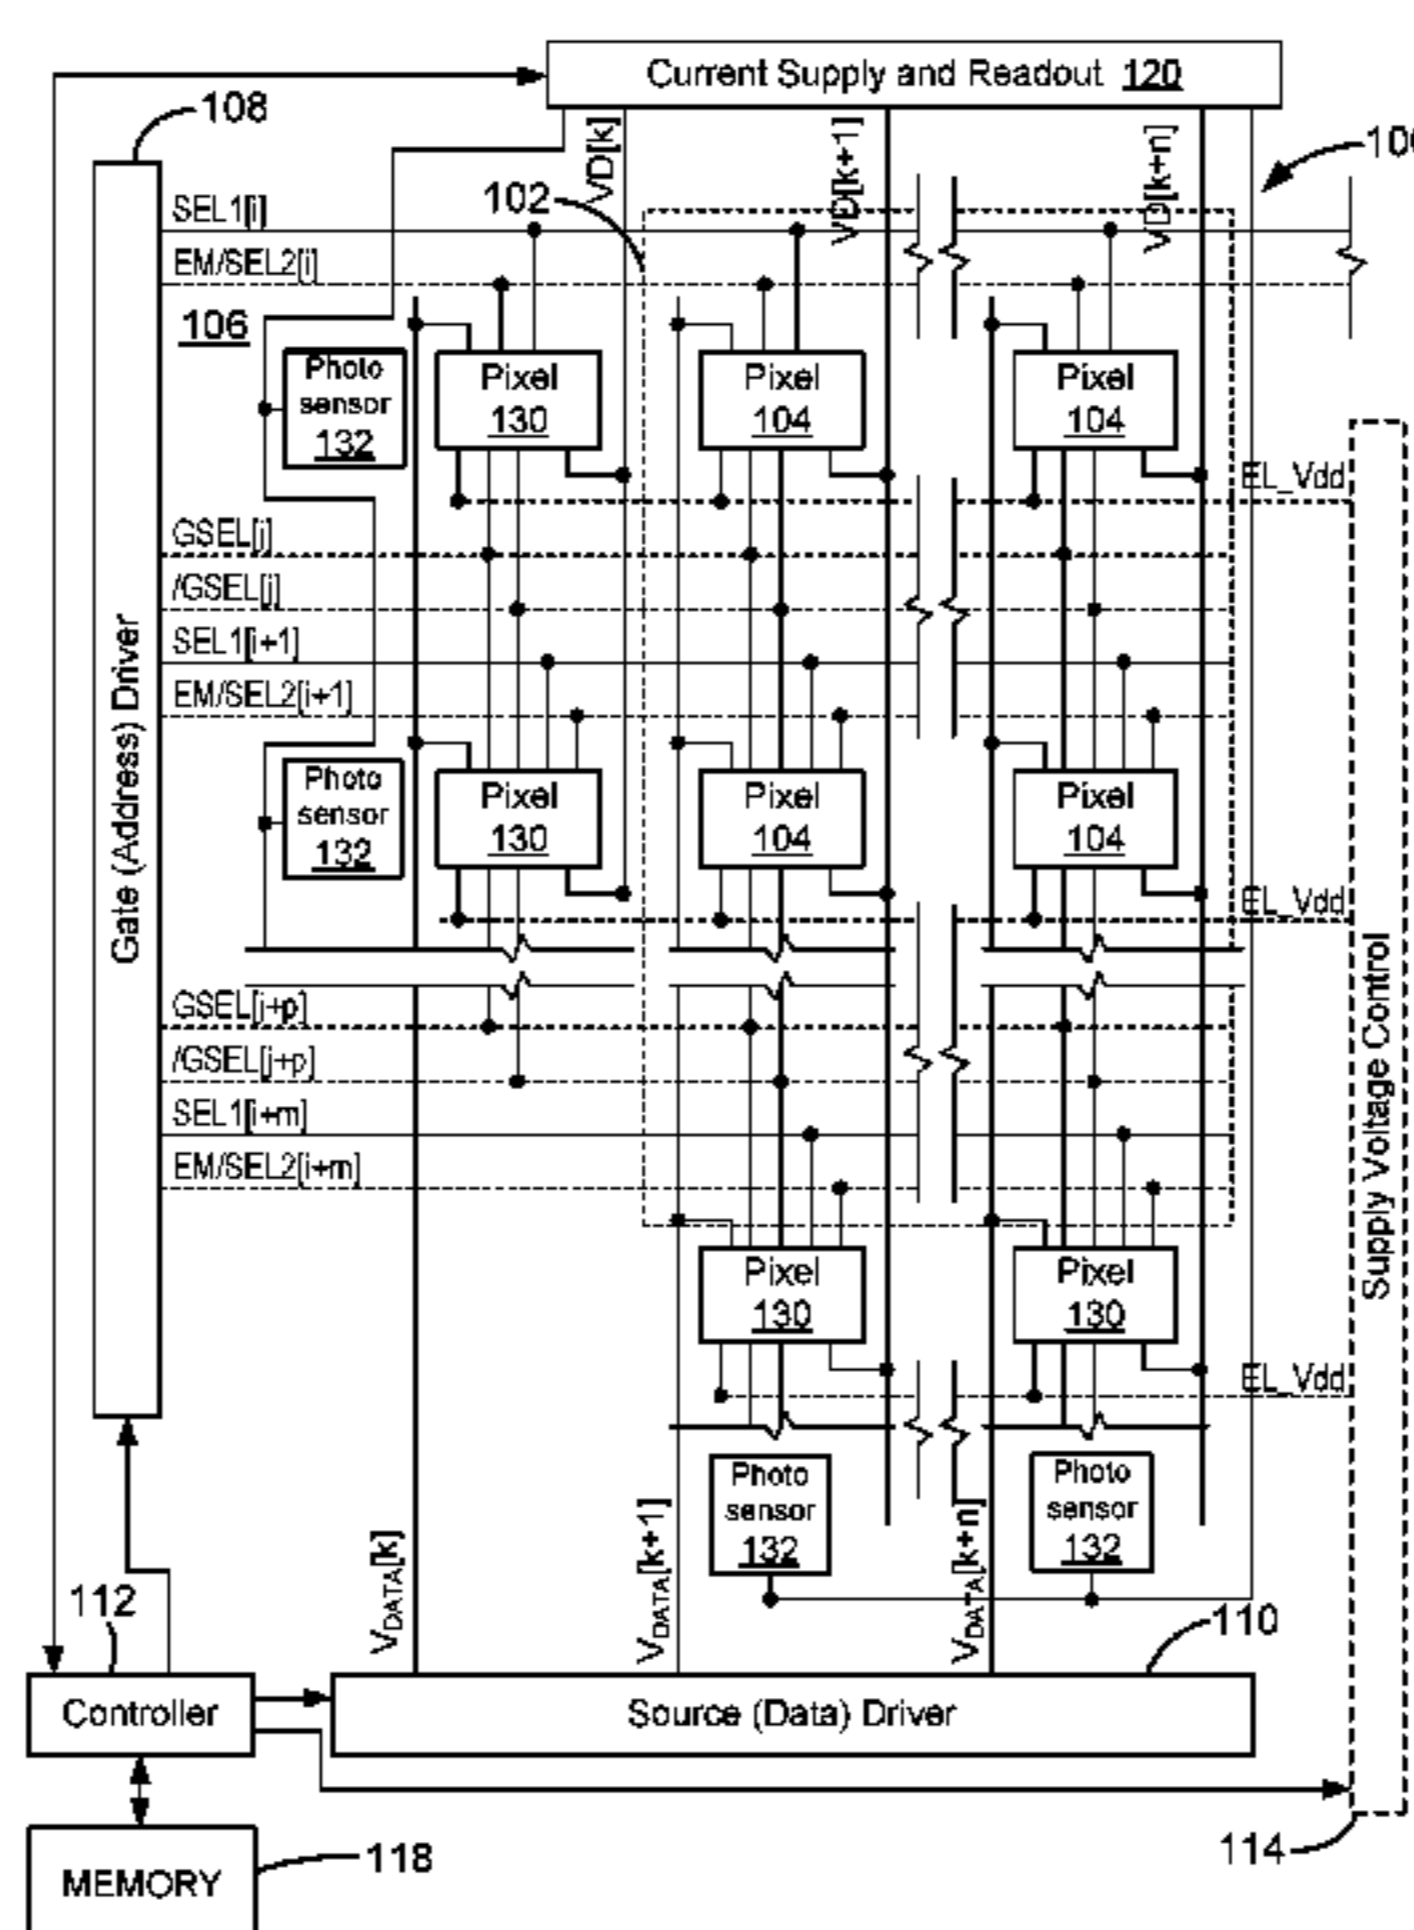 Current Supply and Readout 120
108
VD[k]
VD[k+1]
VD[k+n]
102
SEL1[i]
EM/SEL2[i]
106
Photo
sensor
132
Pixel
130
Pixel
104
Pixel
104
EL_Vdd
GSEL[j]
/GSEL[j]
SEL1[i+1]
EM/SEL2[i+1]
Gate (Address) Driver
Photo
sensor
132
Pixel
130
Pixel
104
Pixel
104
EL_Vdd
GSEL[j+p]
/GSEL[j+p]
SEL1[i+m]
EM/SEL2[i+m]
Supply Voltage Control
Pixel
130
Pixel
130
EL_Vdd
Photo
sensor
132
Photo
sensor
132
VDATA[k]
VDATA[k+1]
VDATA[k+n]
112
110
Controller
Source (Data) Driver
114
118
MEMORY